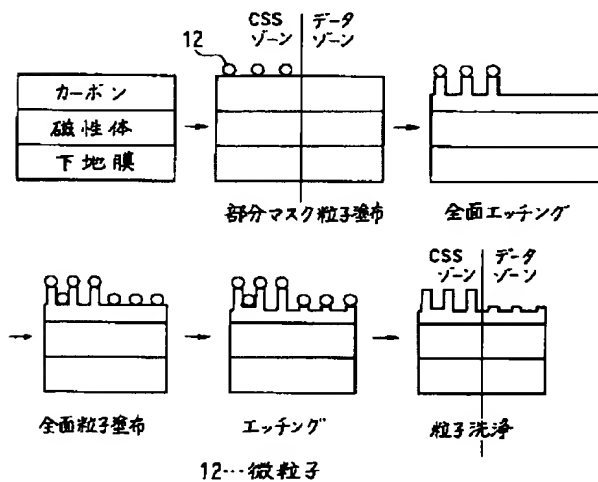 12
CSS
ゾーン
データ
ゾーン
カーボン
磁性体
下地膜
部分マスク粒子塗布
全面エッチング
CSS
ゾーン
データ
ゾーン
全面粒子塗布
エッチング
粒子洗浄
12…微粒子